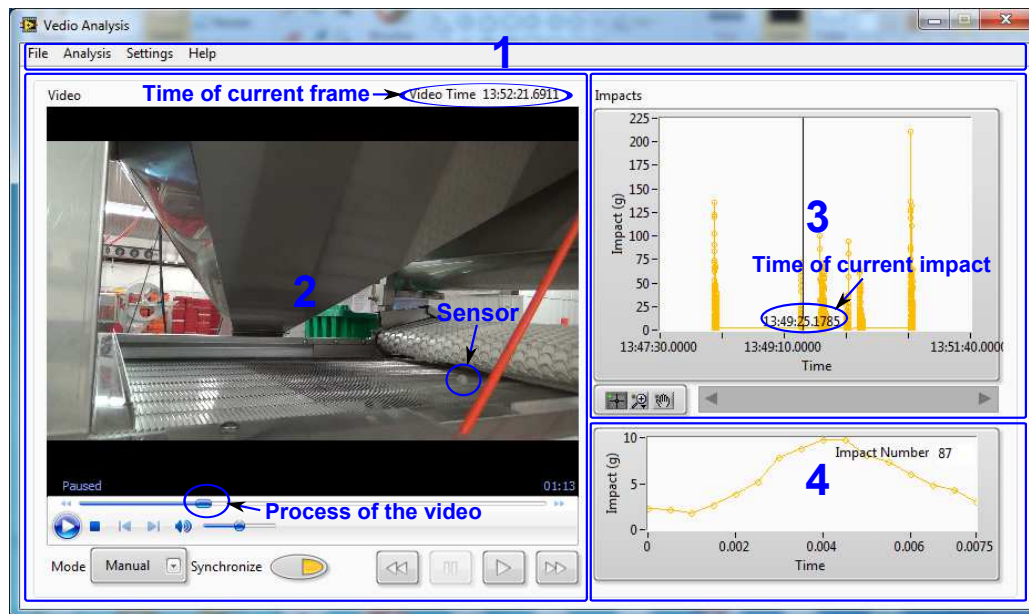 Vedio Analysis
File Analysis Settings Help
1
Video
Time of current frame
Video Time 13:52:21.6911
2
Sensor
Paused
01:13
Process of the video
Mode Manual Synchronize
Impacts
225
200
175
150
125
100
75
50
25
0
Impact (g)
3
Time of current impact
13:49:25.1785
13:47:30.0000 13:49:10.0000 13:51:40.000
Time
10
5
0
Impact (g)
Impact Number 87
4
0 0.002 0.004 0.006 0.0075
Time